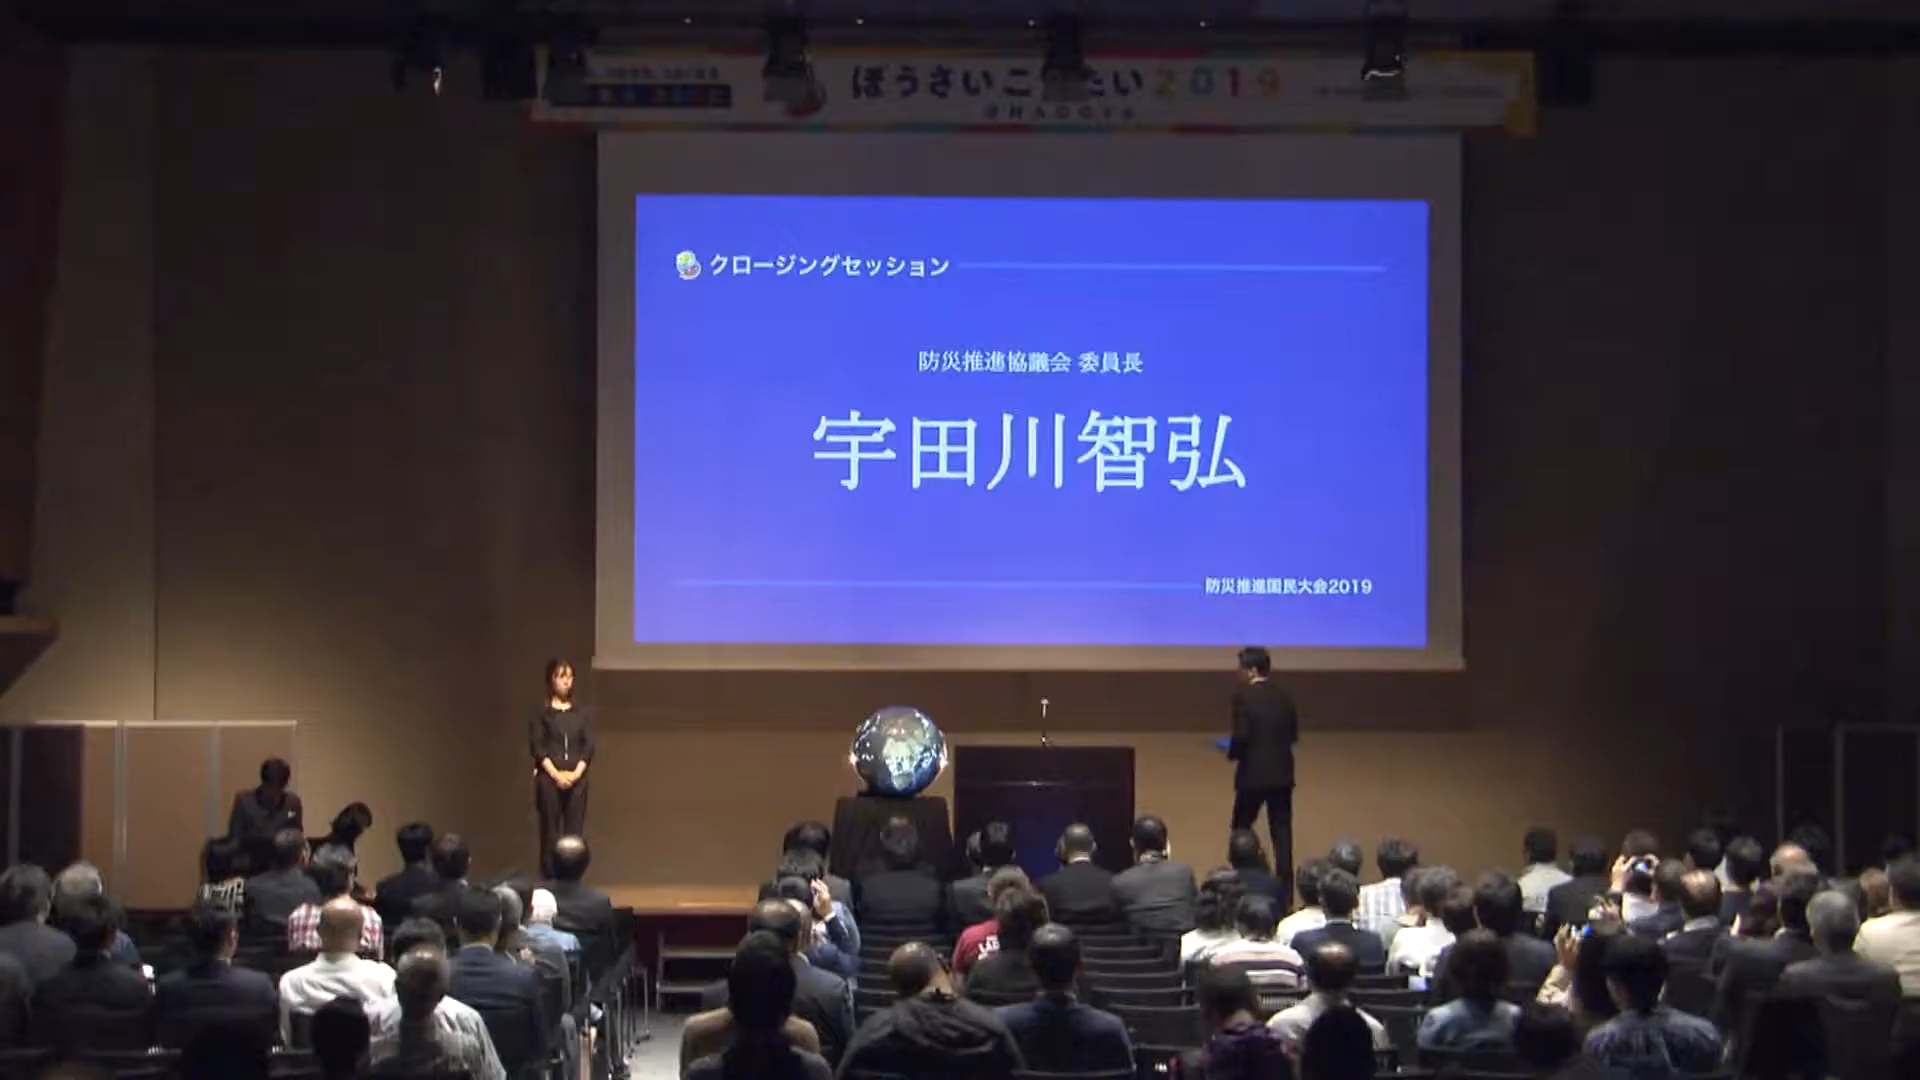 ぼうさいこ たい2019
@NAGOYA
クロージングセッション
防災推進協議会 委員長
宇田川智弘
防災推進国民大会2019